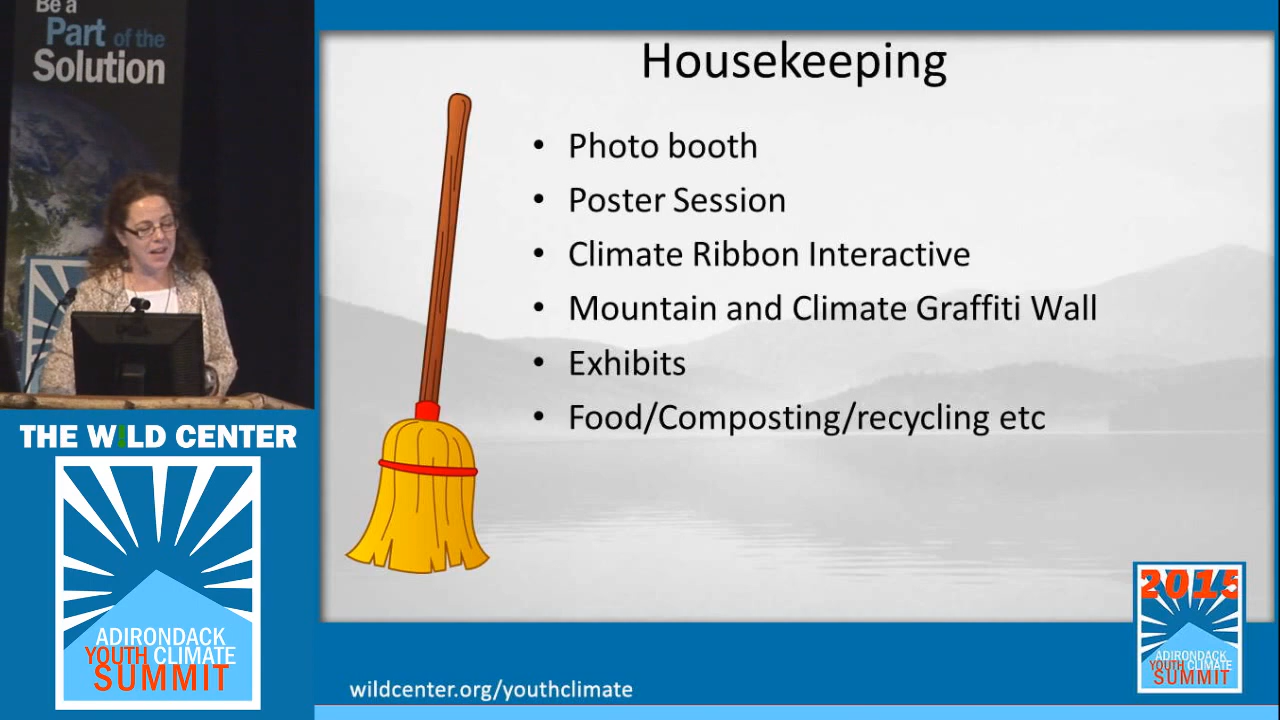 Be a
Part of the
Solution
THE WILD CENTER
ADIRONDACK
YOUTH CLIMATE
SUMMIT
Housekeeping
• Photo booth
• Poster Session
• Climate Ribbon Interactive
• Mountain and Climate Graffiti Wall
• Exhibits
• Food/Composting/recycling etc
2015
ADIRONDACK
YOUTH CLIMATE
SUMMIT
wildcenter.org/youthclimate